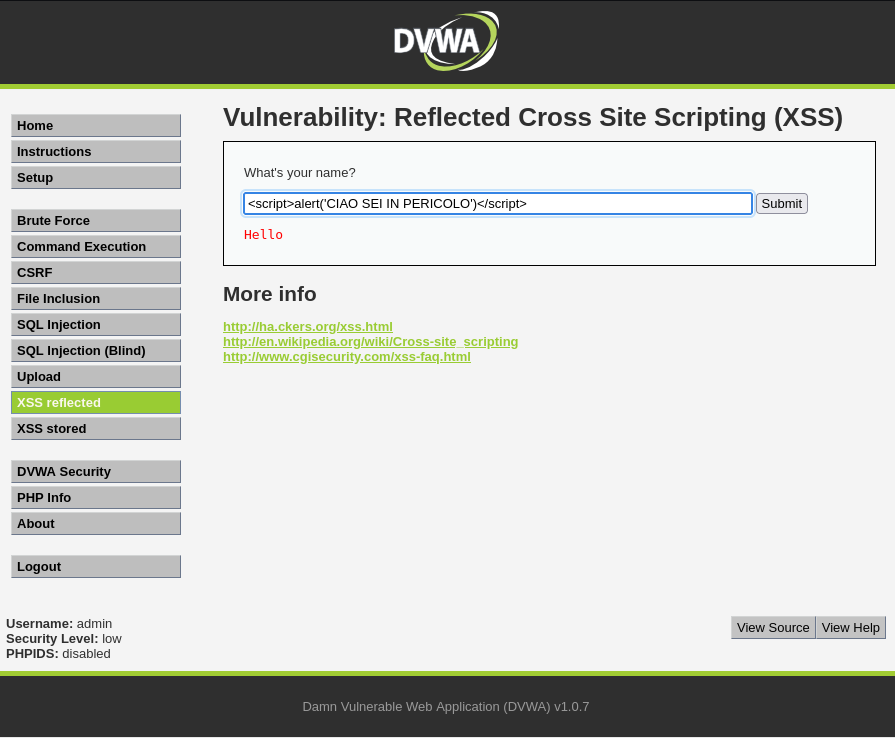 DVWA
Vulnerability: Reflected Cross Site Scripting (XSS)
Home
Instructions
Setup
Brute Force
Command Execution
CSRF
File Inclusion
SQL Injection
SQL Injection (Blind)
Upload
XSS reflected
XSS stored
DVWA Security
PHP Info
About
Logout
What's your name?
<script>alert('CIAO SEI IN PERICOLO')</script>
Submit
Hello
More info
http://ha.ckers.org/xss.html
http://en.wikipedia.org/wiki/Cross-site_scripting
http://www.cgisecurity.com/xss-faq.html
Username: admin
Security Level: low
PHPIDS: disabled
View Source
View Help
Damn Vulnerable Web Application (DVWA) v1.0.7